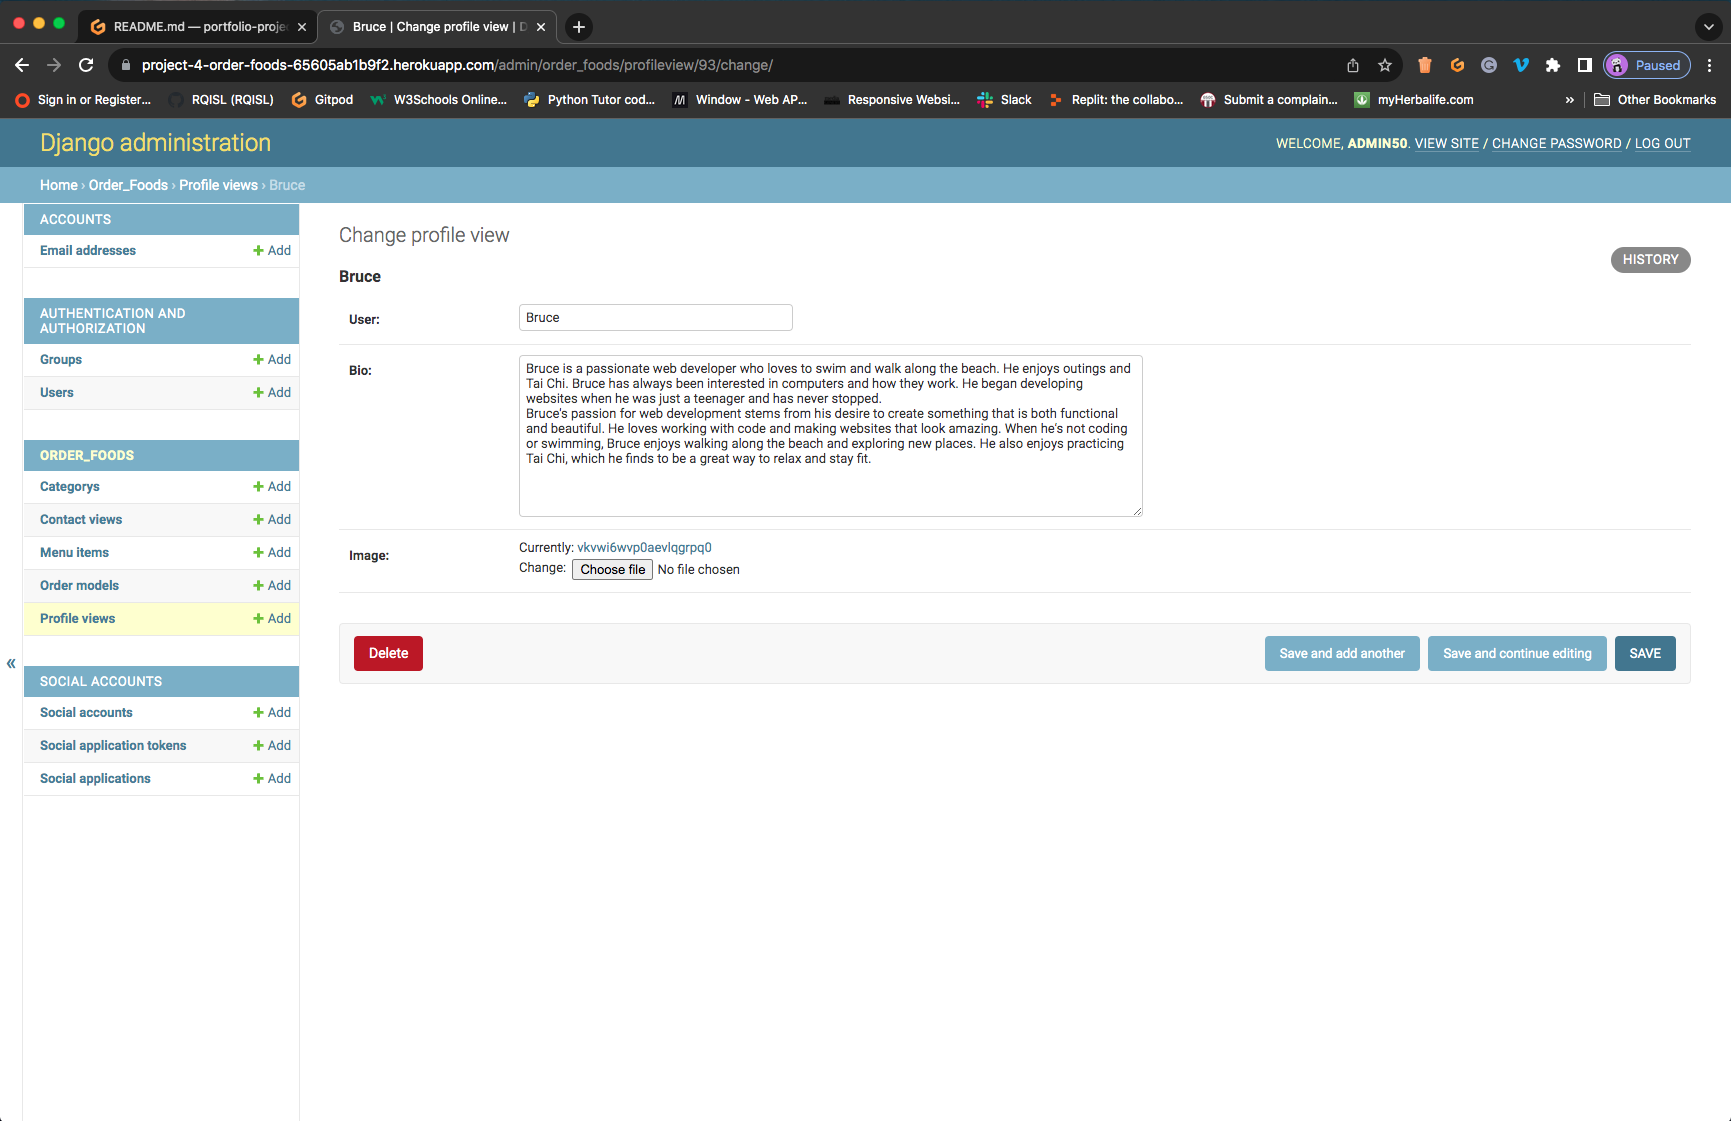 README.md — portfolio-proje
Bruce | Change profile view | D
project-4-order-foods-65605ab1b9f2.herokuapp.com/admin/order_foods/profileview/93/change/
Paused
Sign in or Register...
RQISL (RQISL)
Gitpod
W3Schools Online...
Python Tutor cod...
Window - Web AP...
Responsive Websi...
Slack
Replit: the collabo...
Submit a complain...
myHerbalife.com
»
Other Bookmarks
Django administration
WELCOME, ADMIN50. VIEW SITE / CHANGE PASSWORD / LOG OUT
Home › Order_Foods › Profile views › Bruce
ACCOUNTS
Email addresses + Add
AUTHENTICATION AND
AUTHORIZATION
Groups + Add
Users + Add
ORDER_FOODS
Categorys + Add
Contact views + Add
Menu items + Add
Order models + Add
Profile views + Add
SOCIAL ACCOUNTS
Social accounts + Add
Social application tokens + Add
Social applications + Add
«
Change profile view
HISTORY
Bruce
User: Bruce
Bio:
Bruce is a passionate web developer who loves to swim and walk along the beach. He enjoys outings and
Tai Chi. Bruce has always been interested in computers and how they work. He began developing
websites when he was just a teenager and has never stopped.
Bruce's passion for web development stems from his desire to create something that is both functional
and beautiful. He loves working with code and making websites that look amazing. When he's not coding
or swimming, Bruce enjoys walking along the beach and exploring new places. He also enjoys practicing
Tai Chi, which he finds to be a great way to relax and stay fit.
Image:
Currently: vkvwi6wvp0aevlqgrpq0
Change: Choose file No file chosen
Delete
Save and add another
Save and continue editing
SAVE